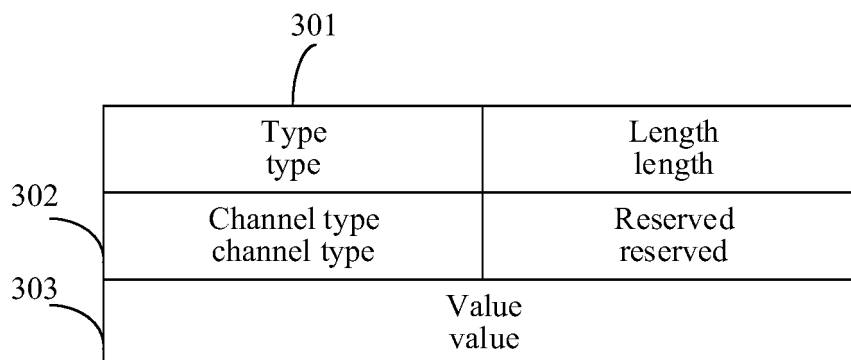 301
Type
type
Length
length
302
Channel type
channel type
Reserved
reserved
303
Value
value